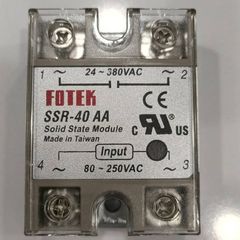 1 24~380VAC 2
FOTEK
CE
SSR-40 AA
Solid State Module
Made in Taiwan
c RU US
Input
4 80~250VAC 3